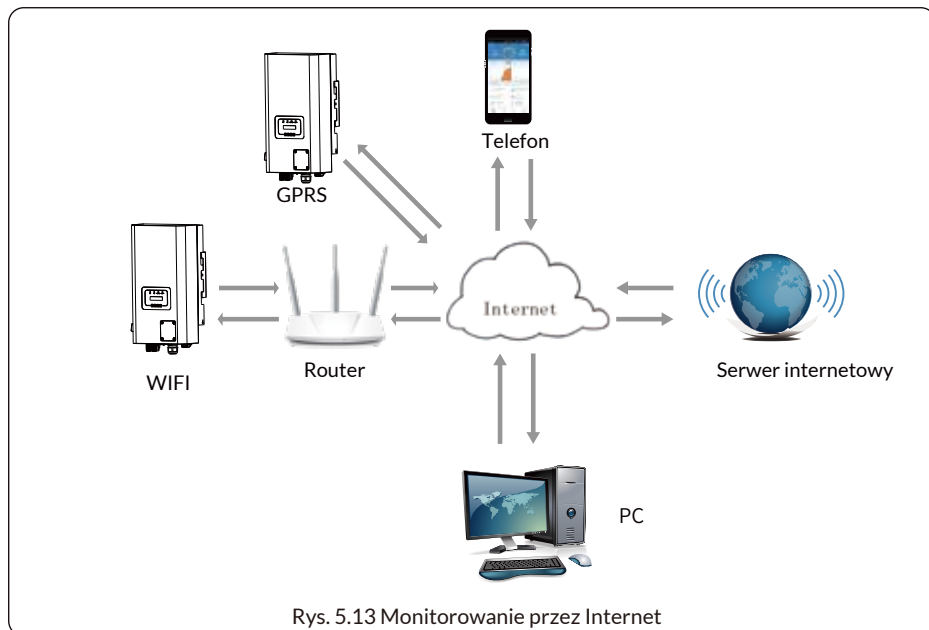 Telefon
GPRS
Internet
WIFI
Router
Serwer internetowy
PC
Rys. 5.13 Monitorowanie przez Internet